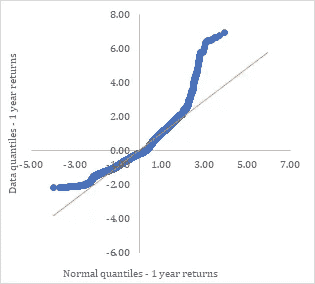 8.00
6.00
4.00
2.00
0.00
-5.00 -3.00 -1.00 1.00 3.00 5.00 7.00
-2.00
-4.00
-6.00
Data quantiles - 1 year returns
Normal quantiles - 1 year returns